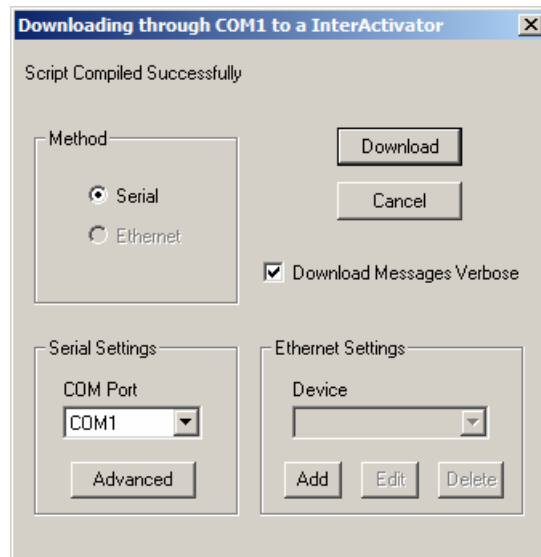 Downloading through COM1 to a InterActivator
Script Compiled Successfully
Method
Serial
Ethernet
Download
Cancel
Download Messages Verbose
Serial Settings
COM Port
COM1
Advanced
Ethernet Settings
Device
Add
Edit
Delete